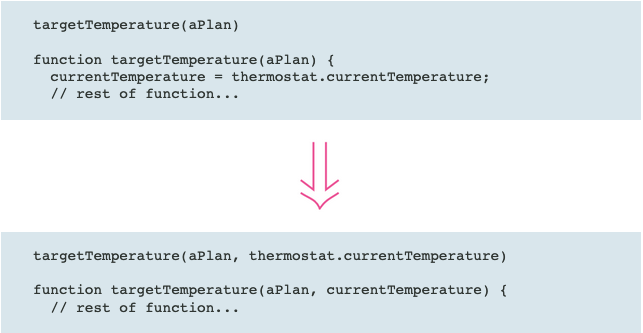 targetTemperature(aPlan)
function targetTemperature(aPlan) {
currentTemperature = thermostat.currentTemperature;
// rest of function...
targetTemperature(aPlan, thermostat.currentTemperature)
function targetTemperature(aPlan, currentTemperature) {
// rest of function...